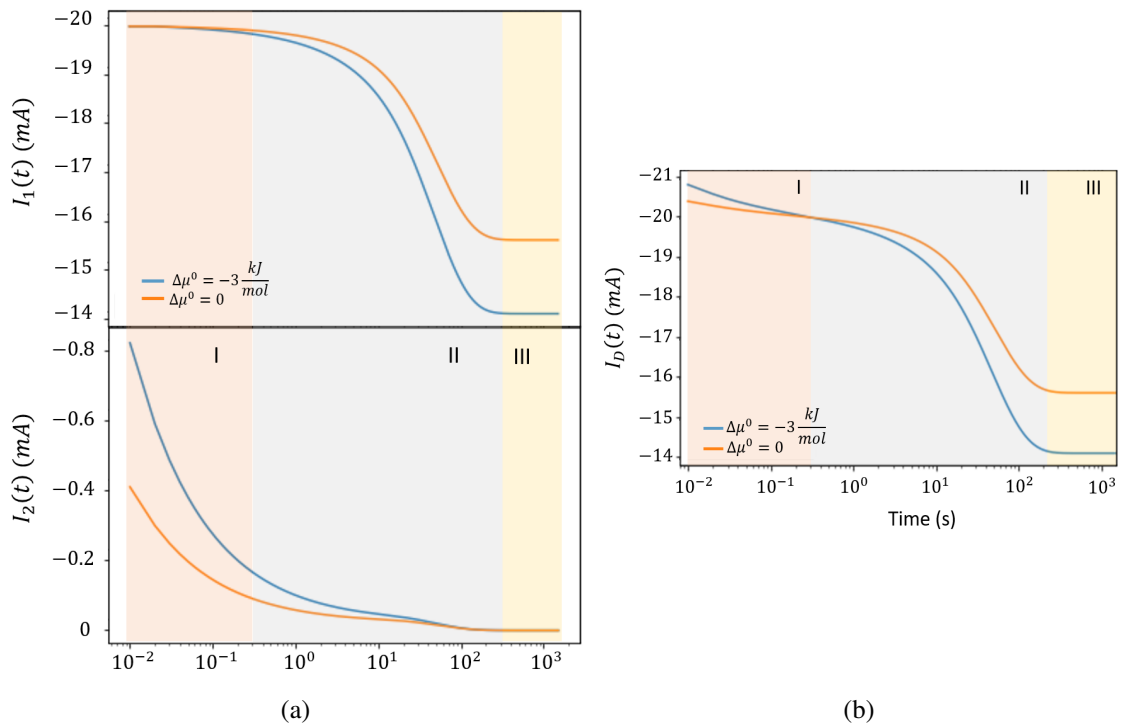 I₁(t) (mA)
−20
−19
−18
−17
−16
−15
−14
Δμ⁰ = −3 kJ/mol
Δμ⁰ = 0
I₂(t) (mA)
−0.8
−0.6
−0.4
−0.2
0
I
II
III
10⁻²
10⁻¹
10⁰
10¹
10²
10³
(a)
I_D(t) (mA)
−21
−20
−19
−18
−17
−16
−15
−14
I
II
III
Δμ⁰ = −3 kJ/mol
Δμ⁰ = 0
10⁻²
10⁻¹
10⁰
10¹
10²
10³
Time (s)
(b)